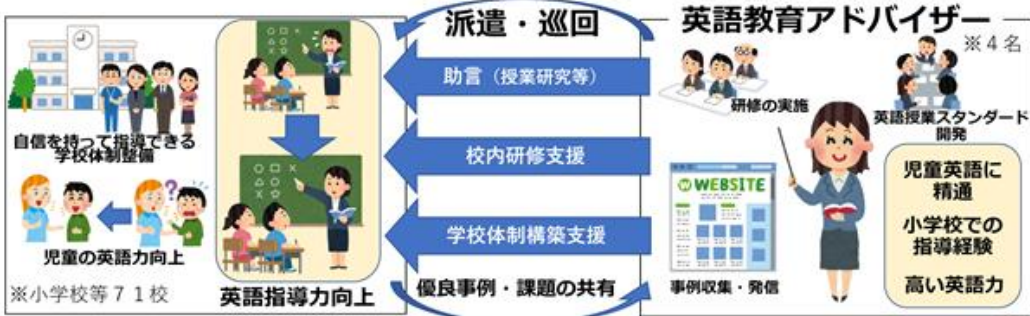 派遣・巡回
英語教育アドバイザー
※4名
助言（授業研究等）
校内研修支援
学校体制構築支援
優良事例・課題の共有
自信を持って指導できる
学校体制整備
児童の英語力向上
※小学校等７１校
英語指導力向上
研修の実施
英語授業スタンダード
開発
WEBSITE
事例収集・発信
児童英語に
精通
小学校での
指導経験
高い英語力